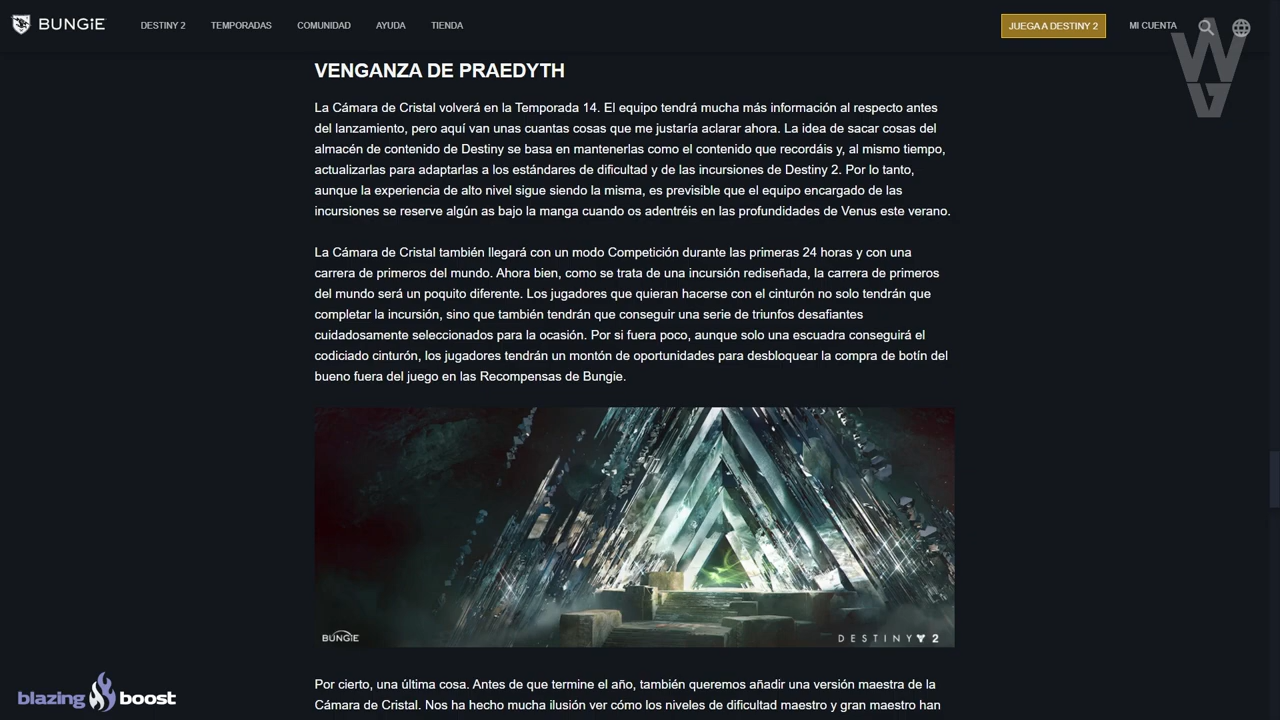 BUNGiE
DESTINY 2
TEMPORADAS
COMUNIDAD
AYUDA
TIENDA
JUEGA A DESTINY 2
MI CUENTA
VENGANZA DE PRAEDYTH
La Cámara de Cristal volverá en la Temporada 14. El equipo tendrá mucha más información al respecto antes
del lanzamiento, pero aquí van unas cuantas cosas que me justaría aclarar ahora. La idea de sacar cosas del
almacén de contenido de Destiny se basa en mantenerlas como el contenido que recordáis y, al mismo tiempo,
actualizarlas para adaptarlas a los estándares de dificultad y de las incursiones de Destiny 2. Por lo tanto,
aunque la experiencia de alto nivel sigue siendo la misma, es previsible que el equipo encargado de las
incursiones se reserve algún as bajo la manga cuando os adentréis en las profundidades de Venus este verano.
La Cámara de Cristal también llegará con un modo Competición durante las primeras 24 horas y con una
carrera de primeros del mundo. Ahora bien, como se trata de una incursión rediseñada, la carrera de primeros
del mundo será un poquito diferente. Los jugadores que quieran hacerse con el cinturón no solo tendrán que
completar la incursión, sino que también tendrán que conseguir una serie de triunfos desafiantes
cuidadosamente seleccionados para la ocasión. Por si fuera poco, aunque solo una escuadra conseguirá el
codiciado cinturón, los jugadores tendrán un montón de oportunidades para desbloquear la compra de botín del
bueno fuera del juego en las Recompensas de Bungie.
BUNGiE
DESTINY 2
blazing boost
Por cierto, una última cosa. Antes de que termine el año, también queremos añadir una versión maestra de la
Cámara de Cristal. Nos ha hecho mucha ilusión ver cómo los niveles de dificultad maestro y gran maestro han